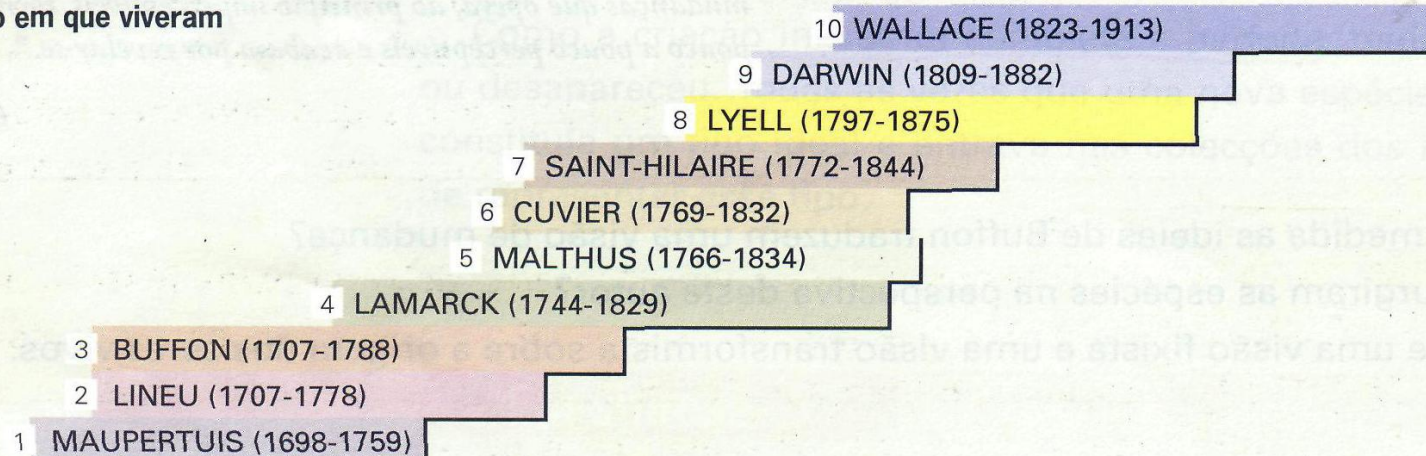 o em que viveram
10 WALLACE (1823-1913)
9 DARWIN (1809-1882)
8 LYELL (1797-1875)
7 SAINT-HILAIRE (1772-1844)
6 CUVIER (1769-1832)
5 MALTHUS (1766-1834)
4 LAMARCK (1744-1829)
3 BUFFON (1707-1788)
2 LINEU (1707-1778)
1 MAUPERTUIS (1698-1759)